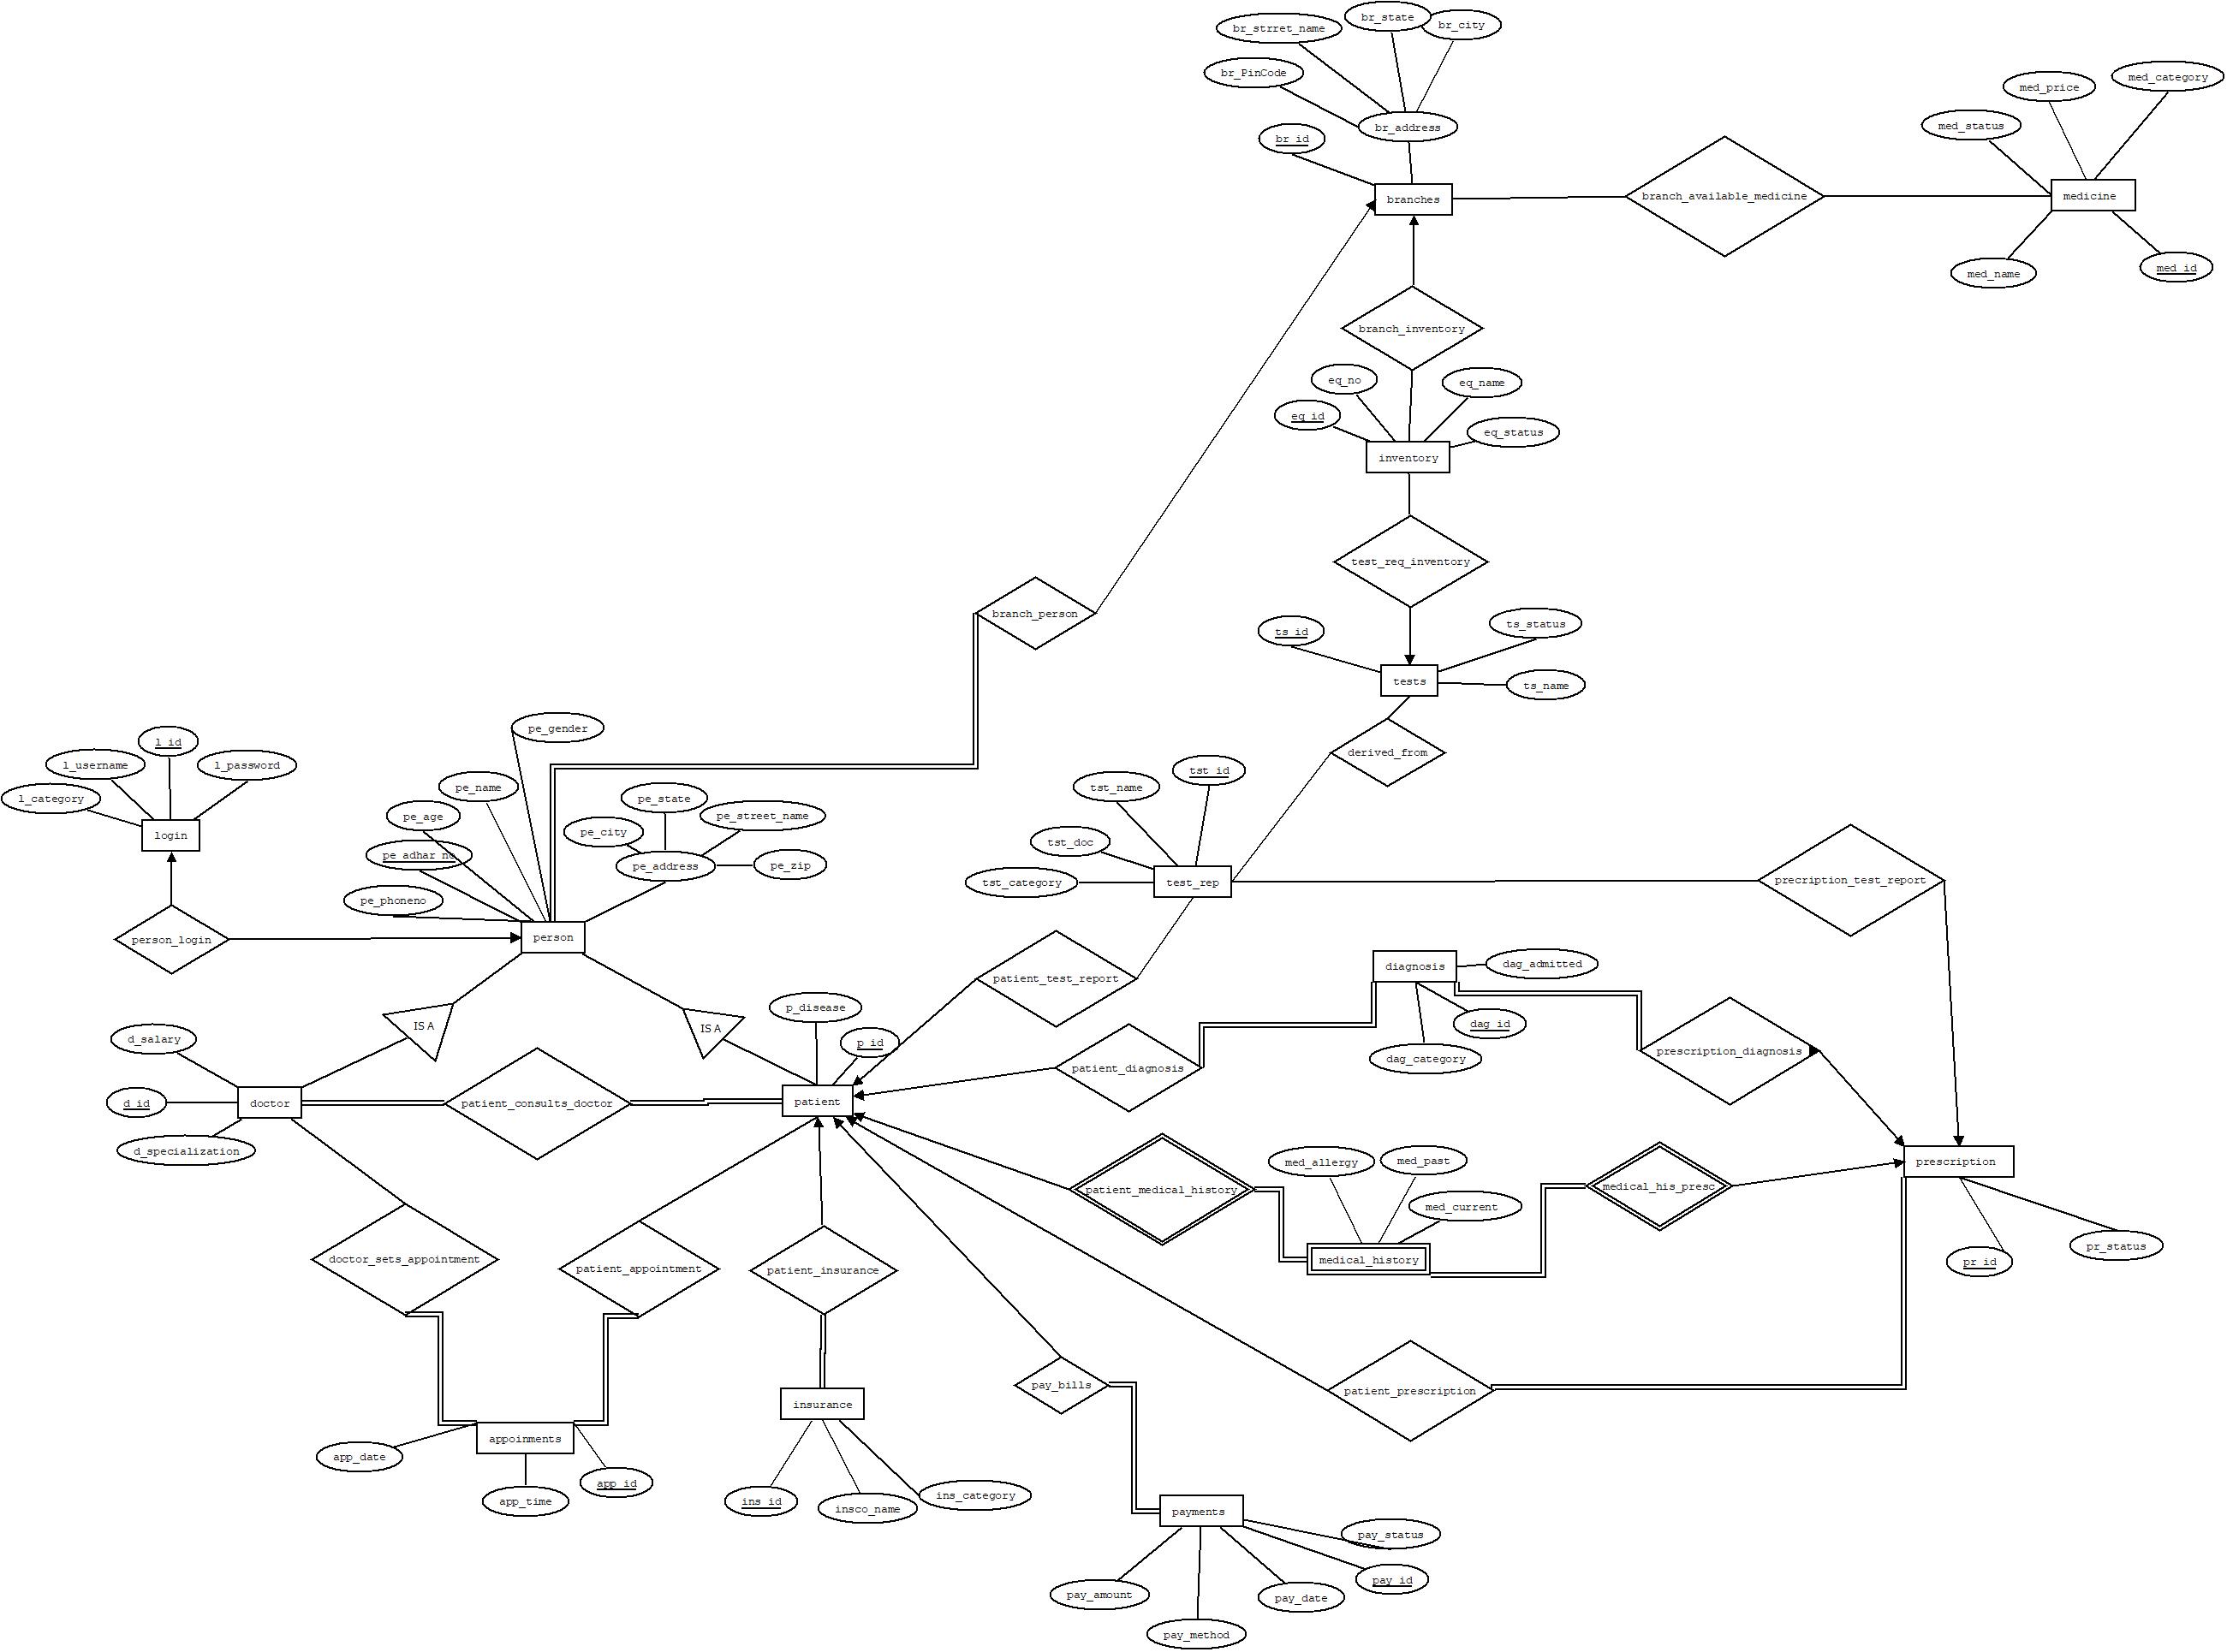 br_state
br_city
br_strret_name
br_PinCode
br_address
br_id
branches
branch_available_medicine
med_category
med_price
med_status
medicine
med_name
med_id
branch_inventory
eq_no
eq_name
eq_id
eq_status
inventory
test_req_inventory
branch_person
ts_id
ts_status
tests
ts_name
derived_from
pe_gender
l_id
l_username
l_password
l_category
login
pe_name
pe_age
pe_adhar_no
pe_phoneno
pe_state
pe_street_name
pe_city
pe_address
pe_zip
tst_id
tst_name
tst_doc
tst_category
test_rep
precription_test_report
person_login
person
patient_test_report
diagnosis
dag_admitted
dag_id
dag_category
p_disease
p_id
IS A
IS A
d_salary
d_id
doctor
d_specialization
patient_consults_doctor
patient
patient_diagnosis
prescription_diagnosis
med_allergy
med_past
med_current
patient_medical_history
medical_his_presc
prescription
medical_history
pr_id
pr_status
doctor_sets_appointment
patient_appointment
patient_insurance
pay_bills
patient_prescription
insurance
appoinments
app_date
app_time
app_id
ins_id
insco_name
ins_category
payments
pay_status
pay_id
pay_amount
pay_date
pay_method